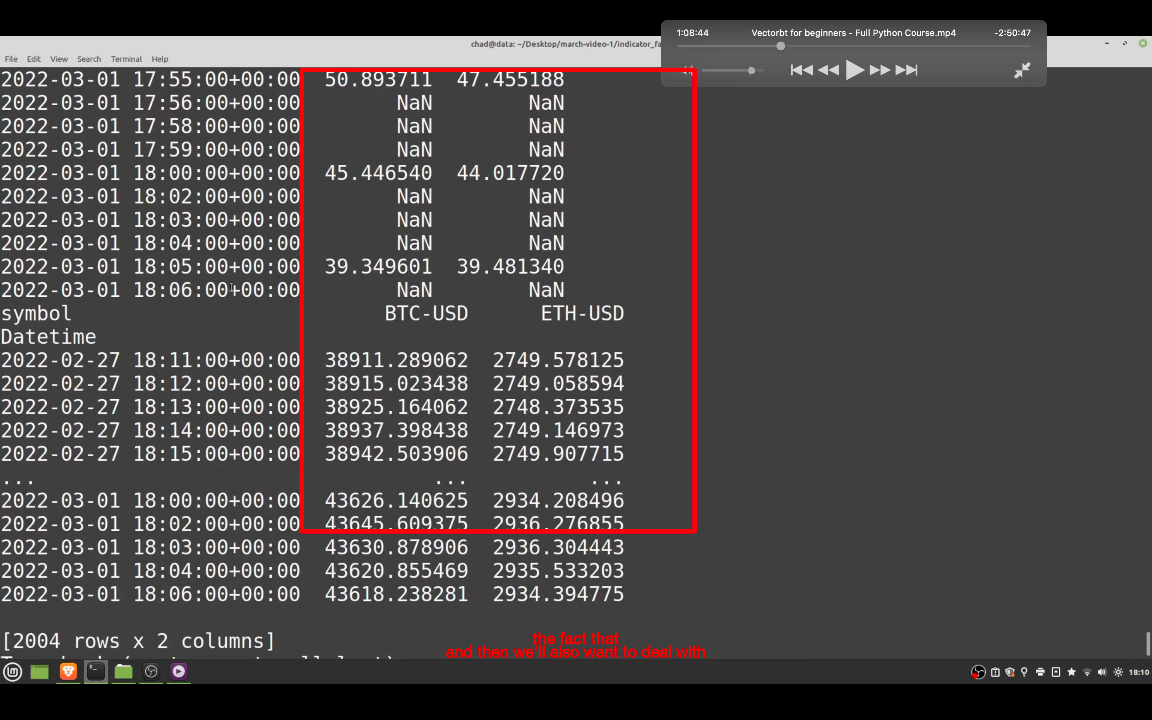 chad@data: ~/Desktop/march-video-1/indicator_fa
1:08:44 Vectorbt for beginners - Full Python Course.mp4 -2:50:47
File Edit View Search Terminal Help
2022-03-01 17:55:00+00:00 50.893711 47.455188
2022-03-01 17:56:00+00:00 NaN NaN
2022-03-01 17:58:00+00:00 NaN NaN
2022-03-01 17:59:00+00:00 NaN NaN
2022-03-01 18:00:00+00:00 45.446540 44.017720
2022-03-01 18:02:00+00:00 NaN NaN
2022-03-01 18:03:00+00:00 NaN NaN
2022-03-01 18:04:00+00:00 NaN NaN
2022-03-01 18:05:00+00:00 39.349601 39.481340
2022-03-01 18:06:00+00:00 NaN NaN
symbol BTC-USD ETH-USD
Datetime
2022-02-27 18:11:00+00:00 38911.289062 2749.578125
2022-02-27 18:12:00+00:00 38915.023438 2749.058594
2022-02-27 18:13:00+00:00 38925.164062 2748.373535
2022-02-27 18:14:00+00:00 38937.398438 2749.146973
2022-02-27 18:15:00+00:00 38942.503906 2749.907715
... ... ...
2022-03-01 18:00:00+00:00 43626.140625 2934.208496
2022-03-01 18:02:00+00:00 43645.609375 2936.276855
2022-03-01 18:03:00+00:00 43630.878906 2936.304443
2022-03-01 18:04:00+00:00 43620.855469 2935.533203
2022-03-01 18:06:00+00:00 43618.238281 2934.394775
[2004 rows x 2 columns]
the fact that
and then we'll also want to deal with
18:10